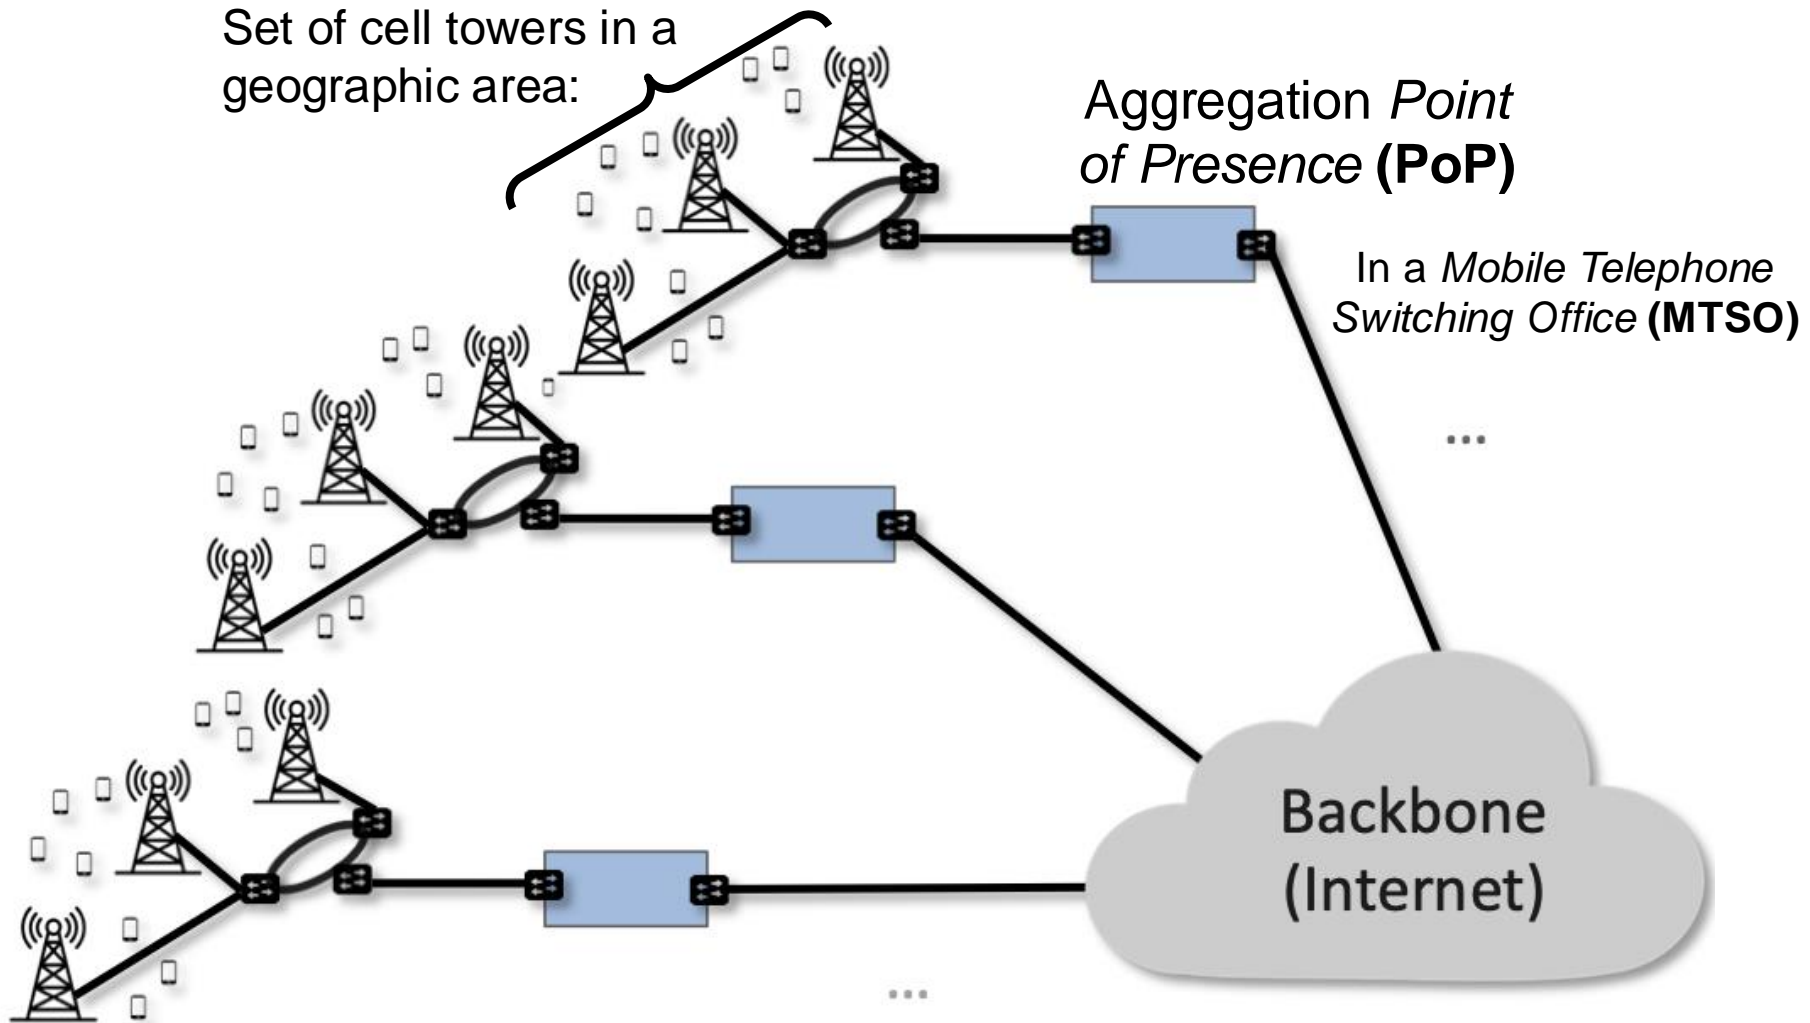 Set of cell towers in a
geographic area:
Aggregation Point
of Presence (PoP)
In a Mobile Telephone
Switching Office (MTSO)
...
Backbone
(Internet)
...